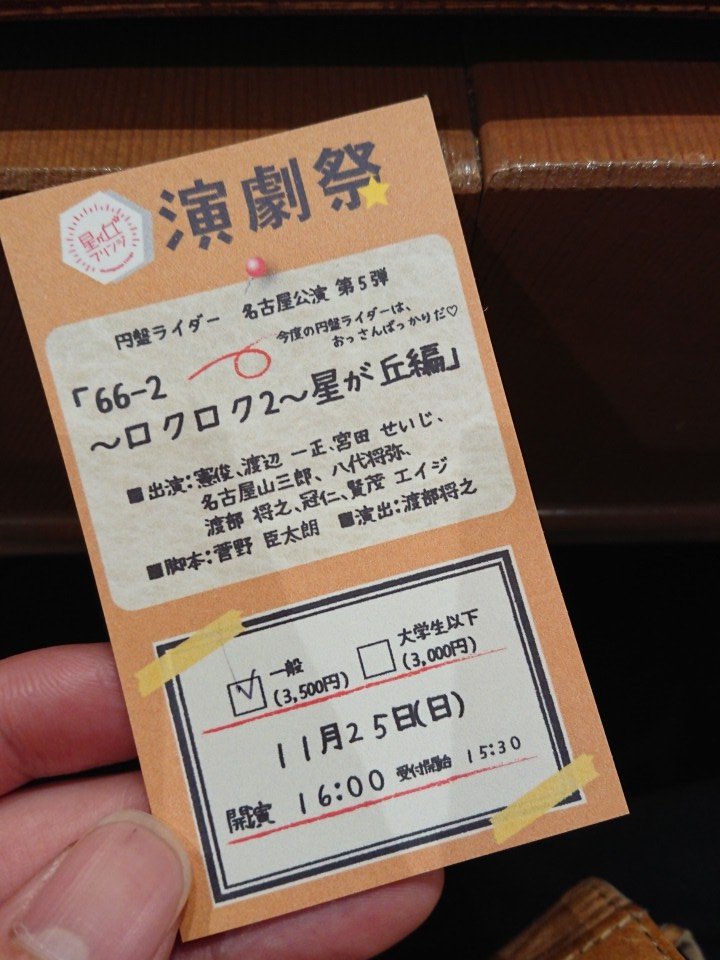 演劇祭
星が丘
フリンジ
円盤ライダー 名古屋公演 第5弾
今度の円盤ライダーは、
おっさんばっかりだ♡
「66-2
～ロクロク2～星が丘編」
■出演:憲俊、渡辺 一正、宮田 せいじ、
名古屋山三郎、八代将弥、
渡部 将之、冠仁、賢茂 エイジ
■脚本:菅野 臣太朗 ■演出:渡部将之
一般
(3,500円)
大学生以下
(3,000円)
11月25日(日)
開演 16:00 受付開始 15:30